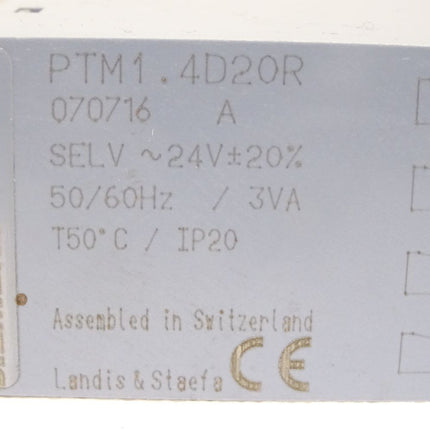 PTM1.4D20R
070716 A
SELV ~24V±20%
50/60Hz / 3VA
T50°C / IP20
Assembled in Switzerland
Landis & Staefa CE